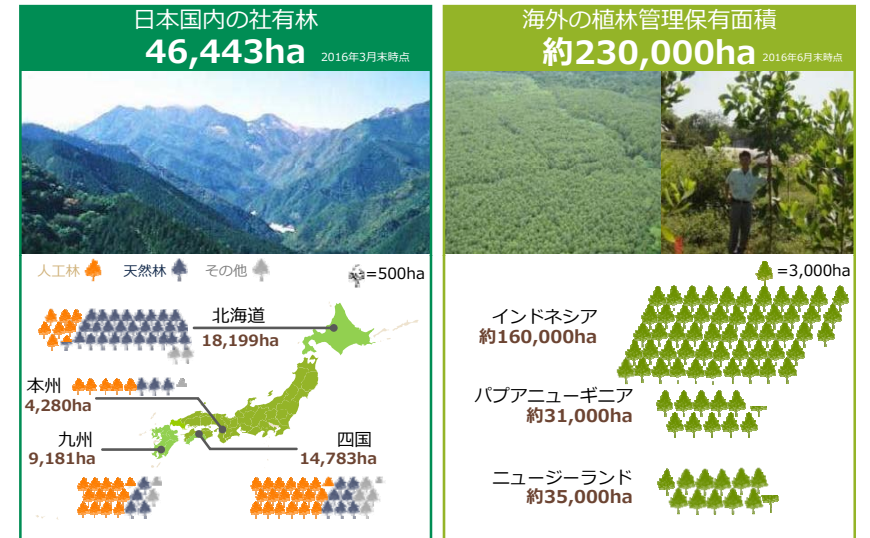 日本国内の社有林
46,443ha 2016年3月末時点
人工林 天然林 その他
=500ha
北海道
18,199ha
本州
4,280ha
九州
9,181ha
四国
14,783ha
海外の植林管理保有面積
約230,000ha 2016年6月末時点
=3,000ha
インドネシア
約160,000ha
パプアニューギニア
約31,000ha
ニュージーランド
約35,000ha